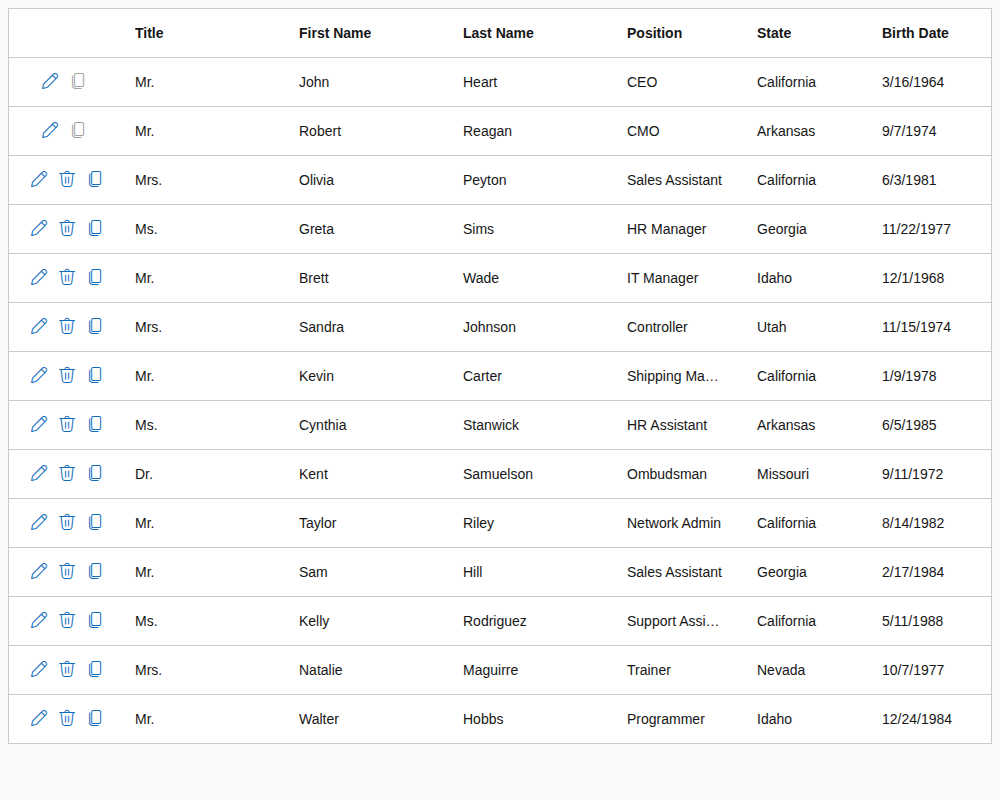 Title First Name Last Name Position State Birth Date
Mr. John Heart CEO California 3/16/1964
Mr. Robert Reagan CMO Arkansas 9/7/1974
Mrs. Olivia Peyton Sales Assistant California 6/3/1981
Ms. Greta Sims HR Manager Georgia 11/22/1977
Mr. Brett Wade IT Manager Idaho 12/1/1968
Mrs. Sandra Johnson Controller Utah 11/15/1974
Mr. Kevin Carter Shipping Ma… California 1/9/1978
Ms. Cynthia Stanwick HR Assistant Arkansas 6/5/1985
Dr. Kent Samuelson Ombudsman Missouri 9/11/1972
Mr. Taylor Riley Network Admin California 8/14/1982
Mr. Sam Hill Sales Assistant Georgia 2/17/1984
Ms. Kelly Rodriguez Support Assi… California 5/11/1988
Mrs. Natalie Maguirre Trainer Nevada 10/7/1977
Mr. Walter Hobbs Programmer Idaho 12/24/1984